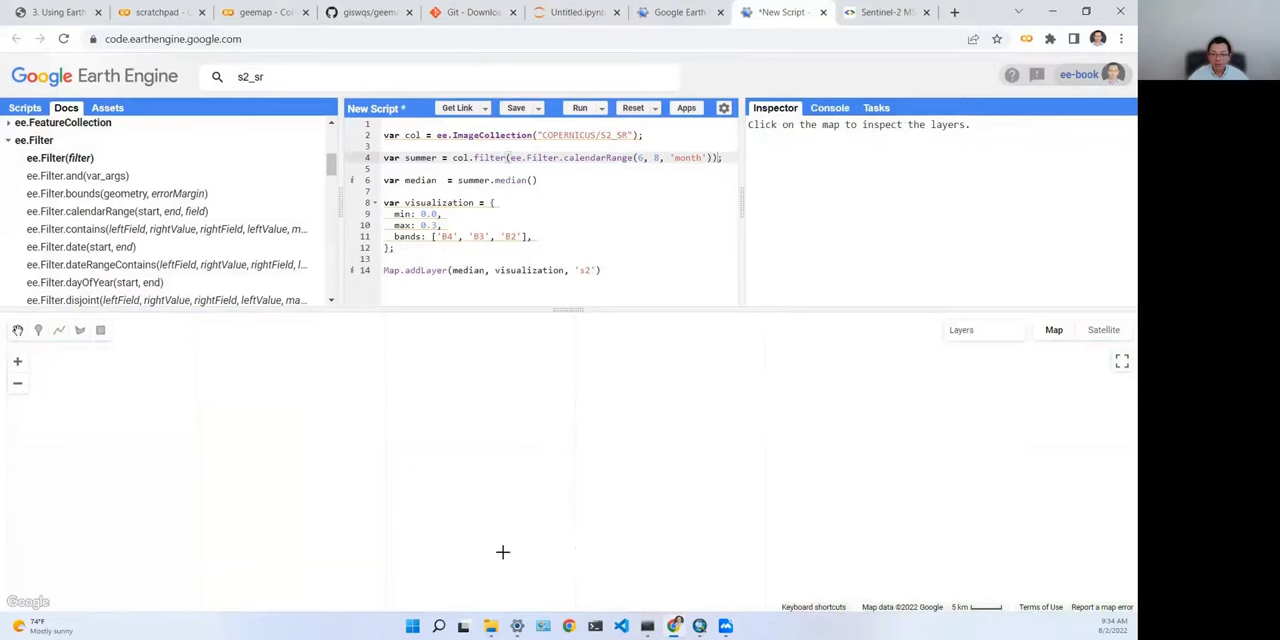 3. Using Earth
scratchpad - C
geemap - Col
giswqs/geema
Git - Downloa
Untitled.ipynb
Google Earth E
*New Script -
Sentinel-2 MS
code.earthengine.google.com
Google Earth Engine
s2_sr
ee-book
Scripts Docs Assets
New Script *
Get Link
Save
Run
Reset
Apps
Inspector Console Tasks
ee.FeatureCollection
ee.Filter
ee.Filter(filter)
ee.Filter.and(var_args)
ee.Filter.bounds(geometry, errorMargin)
ee.Filter.calendarRange(start, end, field)
ee.Filter.contains(leftField, rightValue, rightField, leftValue, m...
ee.Filter.date(start, end)
ee.Filter.dateRangeContains(leftField, rightValue, rightField, l...
ee.Filter.dayOfYear(start, end)
ee.Filter.disjoint(leftField, rightValue, rightField, leftValue, ma...
1
2 var col = ee.ImageCollection("COPERNICUS/S2_SR");
3
4 var summer = col.filter(ee.Filter.calendarRange(6, 8, 'month'));
5
i 6 var median  = summer.median()
7
8 var visualization = {
9 min: 0.0,
10 max: 0.3,
11 bands: ['B4', 'B3', 'B2'],
12 };
13
i 14 Map.addLayer(median, visualization, 's2')
Click on the map to inspect the layers.
Layers
Map
Satellite
Google
Keyboard shortcuts
Map data ©2022 Google
5 km
Terms of Use
Report a map error
74°F
Mostly sunny
9:34 AM
8/2/2022